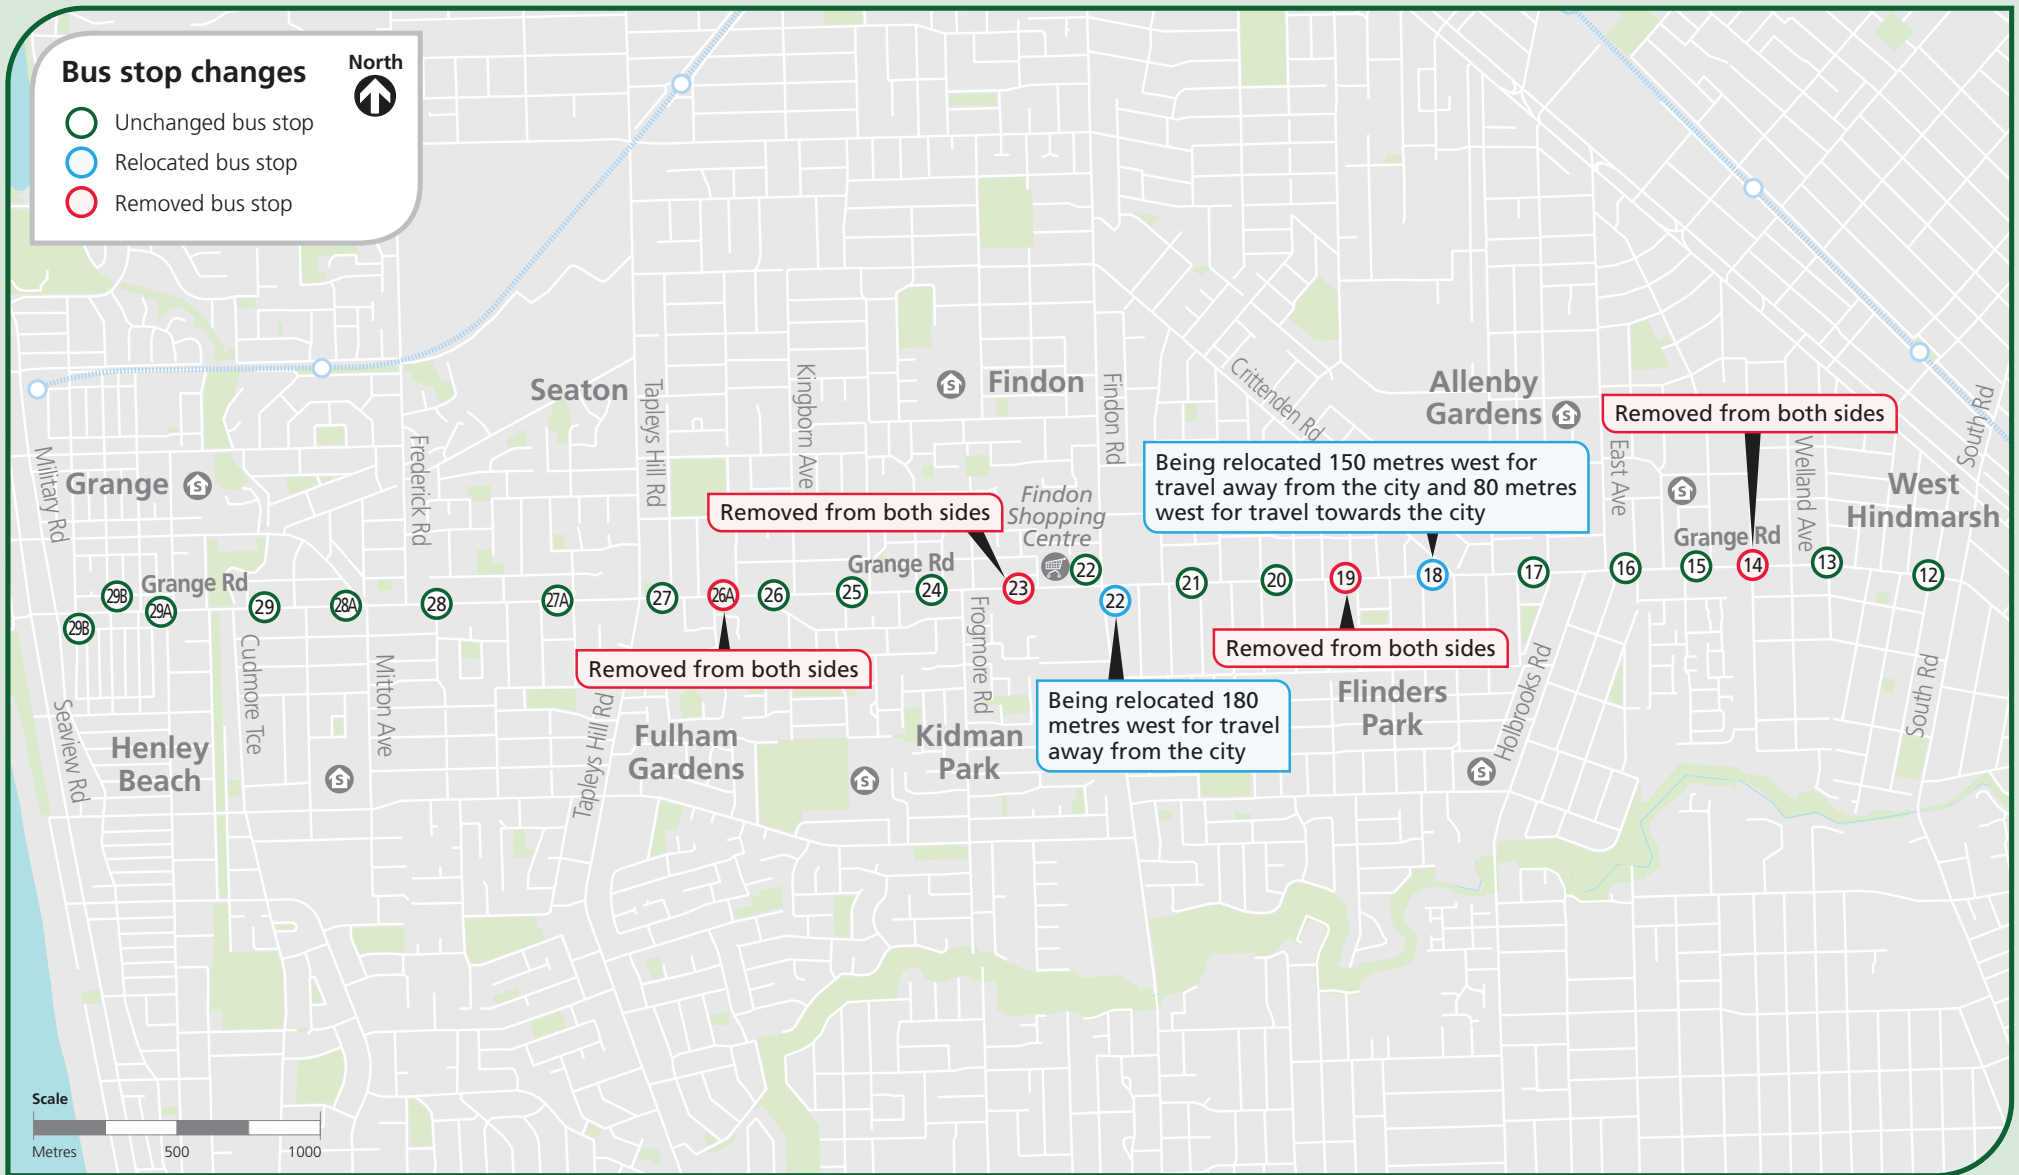 Bus stop changes
North
Unchanged bus stop
Relocated bus stop
Removed bus stop
Seaton
Findon
Allenby
Gardens
S
S
Removed from both sides
South Rd
Tapleys Hill Rd
Kingborn Ave
Findon Rd
Crittenden Rd
Military Rd
Grange
S
Frederick Rd
Being relocated 150 metres west for
travel away from the city and 80 metres
west for travel towards the city
East Ave
S
Welland Ave
West
Hindmarsh
Removed from both sides
Findon
Shopping
Centre
Grange Rd
Grange Rd
Grange Rd
29B
29B
29A
29
28A
28
27A
27
26A
26
25
24
23
22
22
21
20
19
18
17
16
15
14
13
12
Removed from both sides
Removed from both sides
Seaview Rd
Cudmore Tce
Mitton Ave
Tapleys Hill Rd
Frogmore Rd
Being relocated 180
metres west for travel
away from the city
Holbrooks Rd
South Rd
Henley
Beach
S
Fulham
Gardens
S
Kidman
Park
Flinders
Park
S
Scale
Metres 500 1000